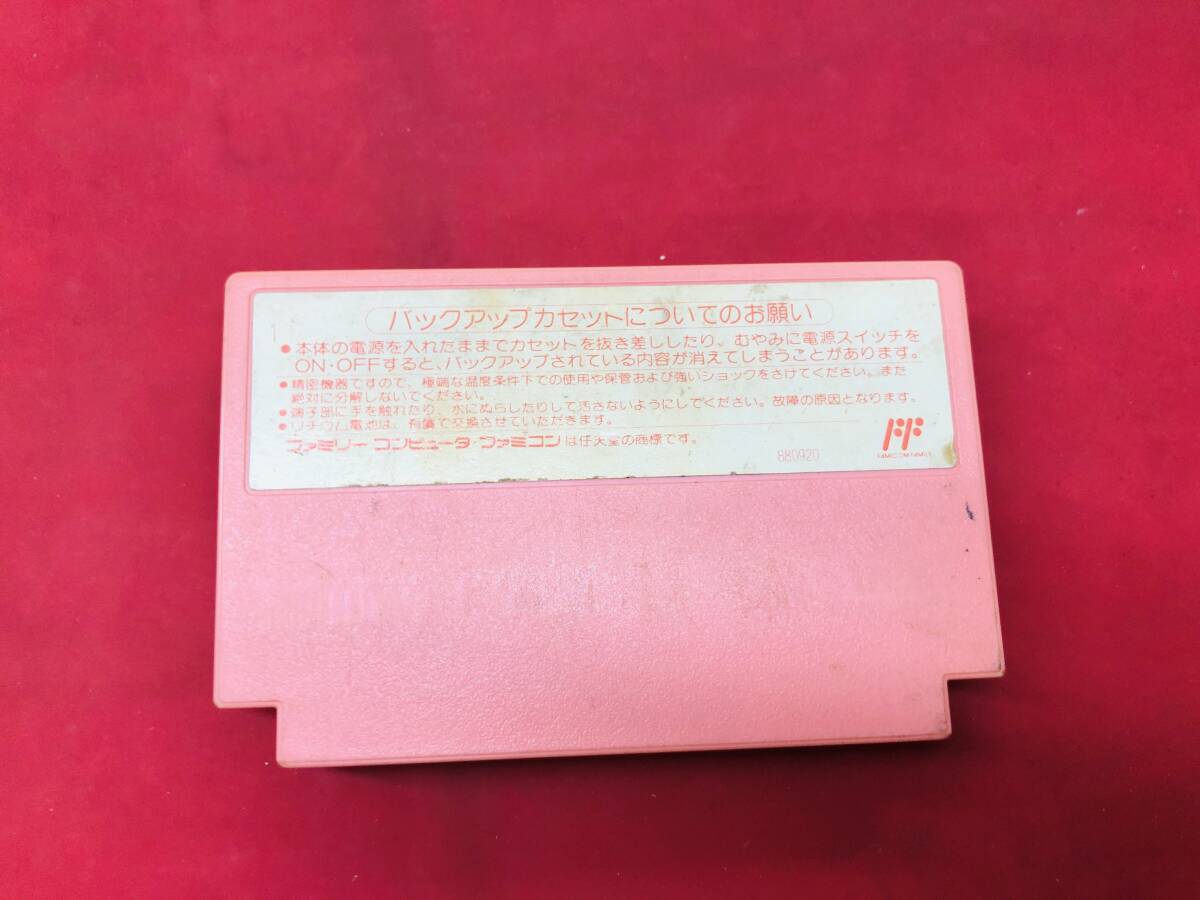 バックアップカセットについてのお願い
●本体の電源を入れたままでカセットを抜き差ししたり、むやみに電源スイッチを
ON・OFFすると、バックアップされている内容が消えてしまうことがあります。
●精密機器ですので、極端な温度条件下での使用や保管および強いショックをさけてください。また
絶対に分解しないでください。
●端子部に手を触れたり、水にぬらしたりして汚さないようにしてください。故障の原因となります。
●リチウム電池は、有償で交換させていただきます。
ファミリーコンピュータ・ファミコンは任天堂の商標です。
880920
FAMICOM FAMILY